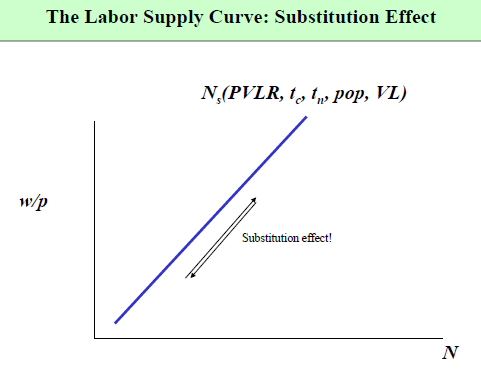 The Labor Supply Curve: Substitution Effect
Ns(PVLR, tc, tn, pop, VL)
w/p
Substitution effect!
N